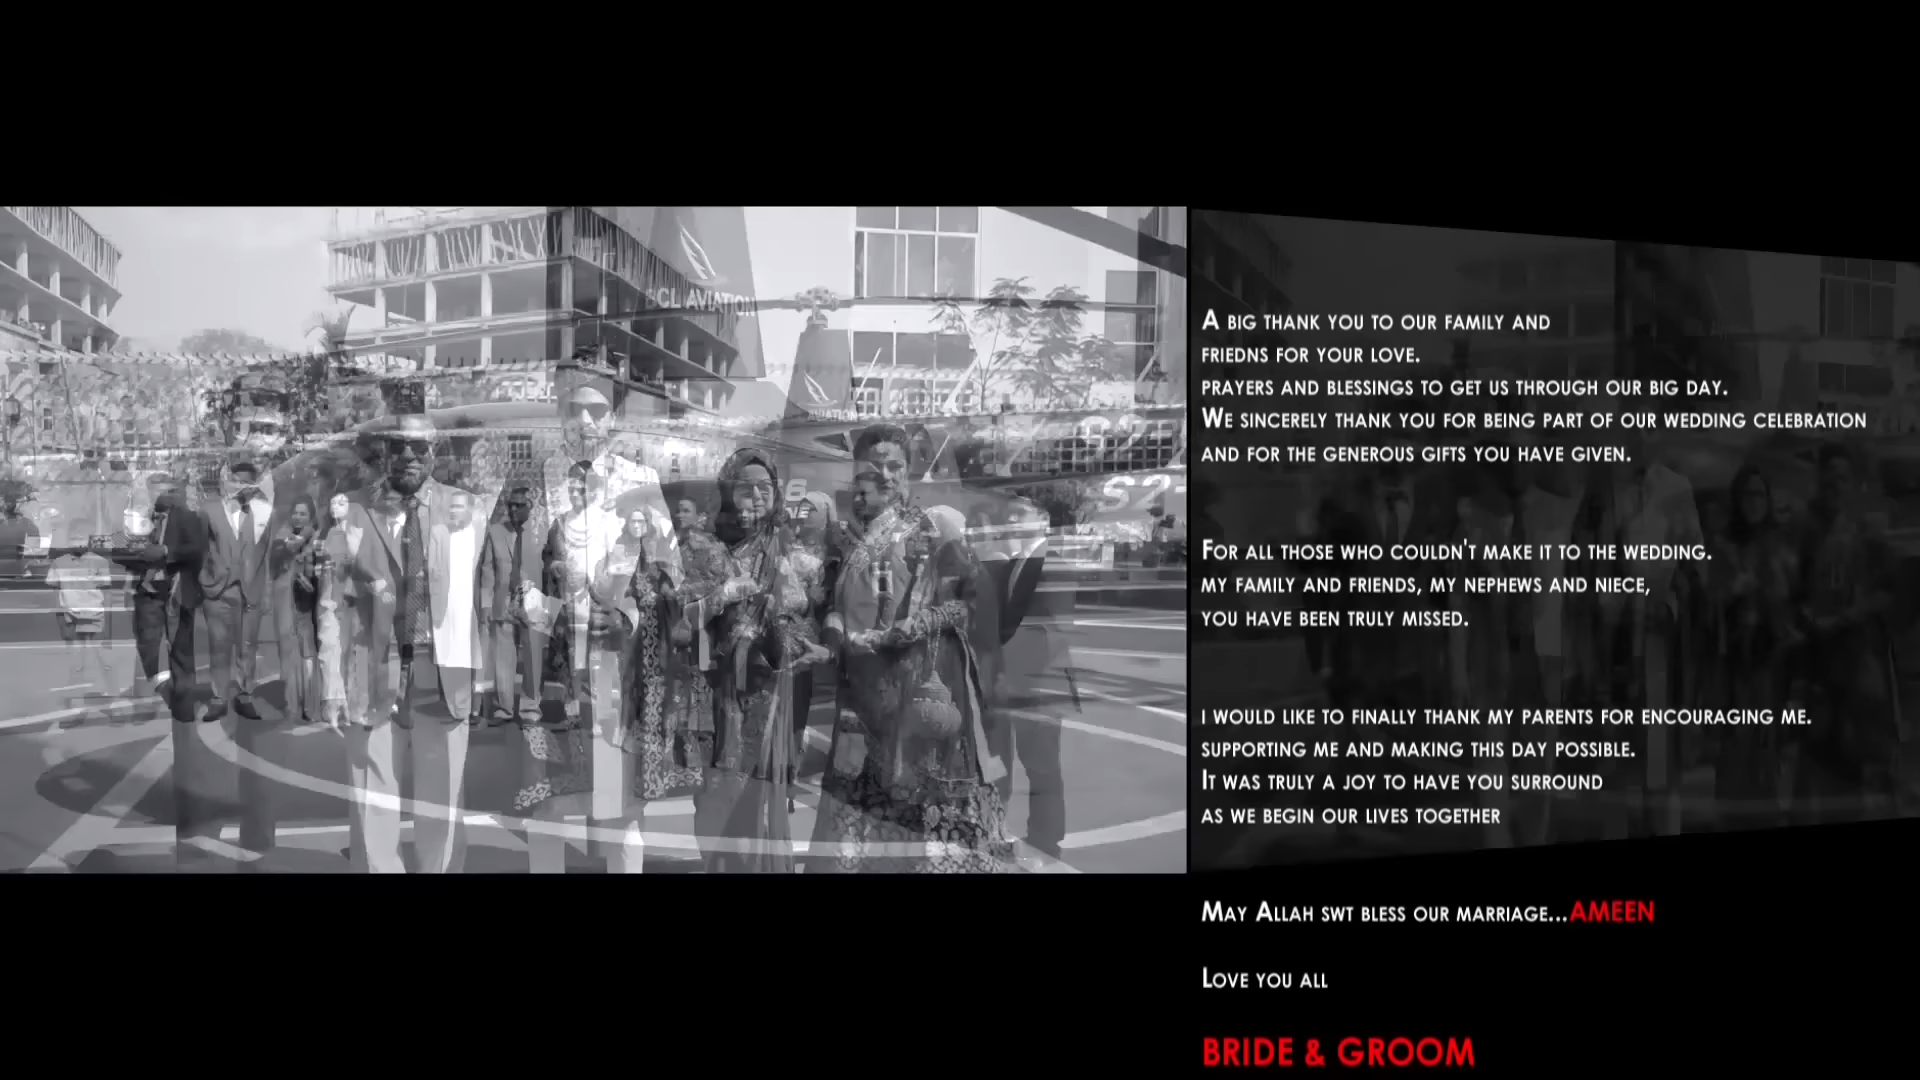 BCL AVIATION
S2-
S2-
A BIG THANK YOU TO OUR FAMILY AND
FRIEDNS FOR YOUR LOVE.
PRAYERS AND BLESSINGS TO GET US THROUGH OUR BIG DAY.
WE SINCERELY THANK YOU FOR BEING PART OF OUR WEDDING CELEBRATION
AND FOR THE GENEROUS GIFTS YOU HAVE GIVEN.
FOR ALL THOSE WHO COULDN'T MAKE IT TO THE WEDDING.
MY FAMILY AND FRIENDS, MY NEPHEWS AND NIECE,
YOU HAVE BEEN TRULY MISSED.
I WOULD LIKE TO FINALLY THANK MY PARENTS FOR ENCOURAGING ME.
SUPPORTING ME AND MAKING THIS DAY POSSIBLE.
IT WAS TRULY A JOY TO HAVE YOU SURROUND
AS WE BEGIN OUR LIVES TOGETHER
MAY ALLAH SWT BLESS OUR MARRIAGE...AMEEN
LOVE YOU ALL
BRIDE & GROOM